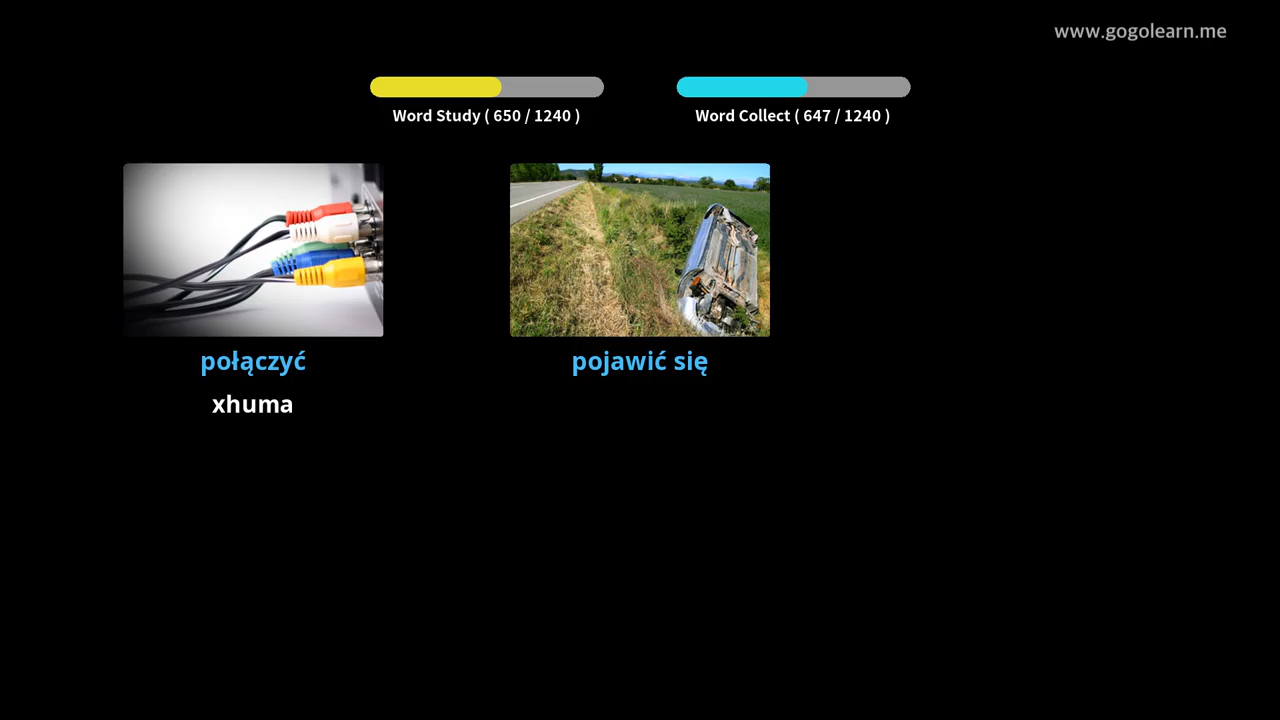 www.gogolearn.me
Word Study ( 650 / 1240 )
Word Collect ( 647 / 1240 )
połączyć
pojawić się
xhuma